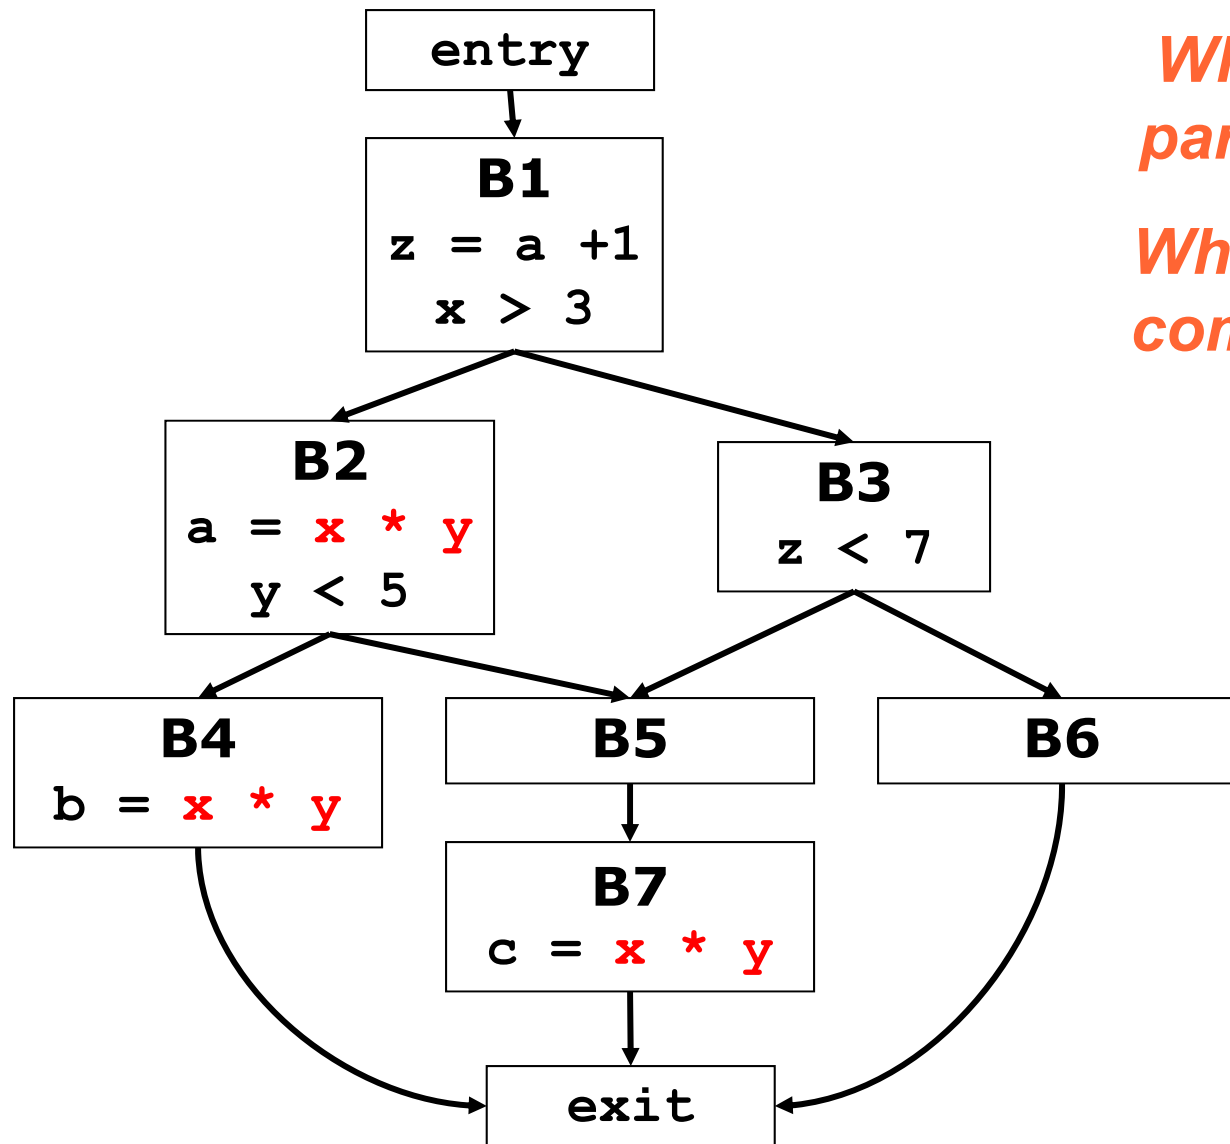 entry
B1
z = a +1
x > 3
B2
a = x * y
y < 5
B3
z < 7
B4
b = x * y
B5
B6
B7
c = x * y
exit